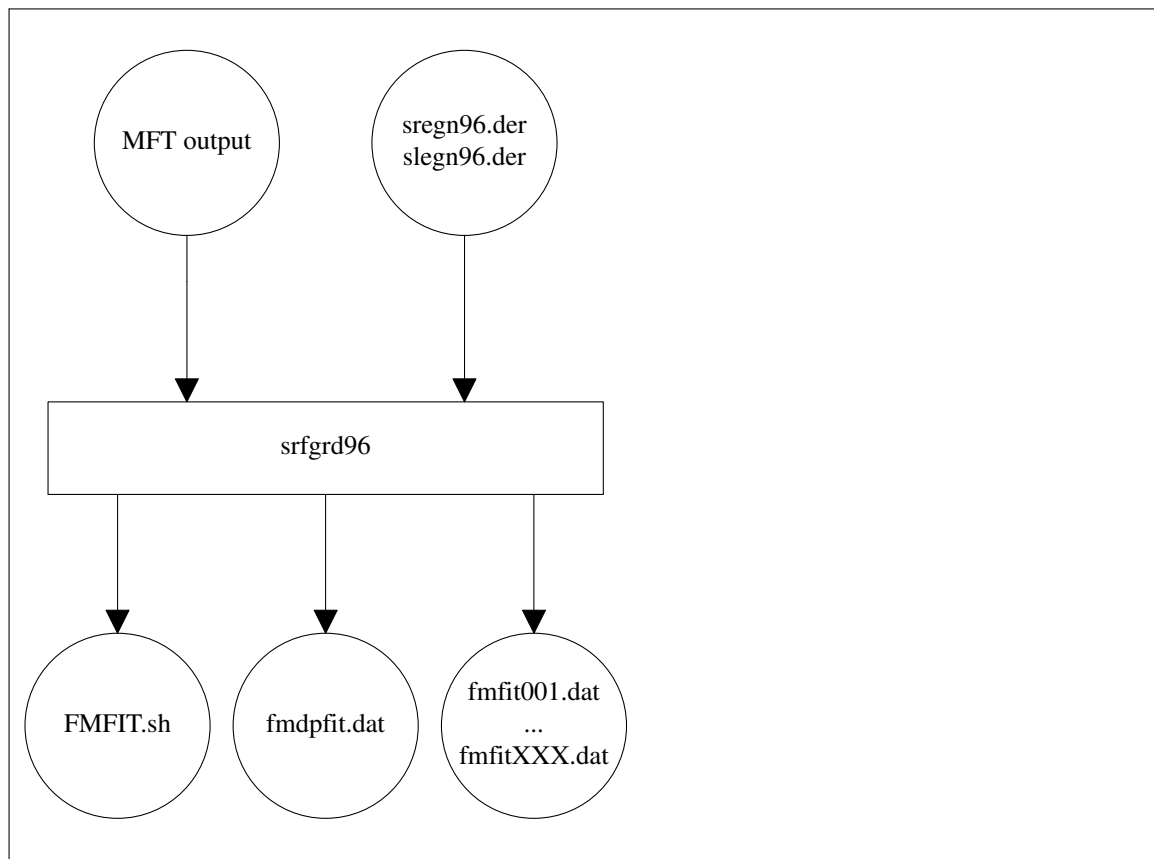 MFT output
sregn96.der
slegn96.der
srfgrd96
FMFIT.sh
fmdpfit.dat
fmfit001.dat
...
fmfitXXX.dat